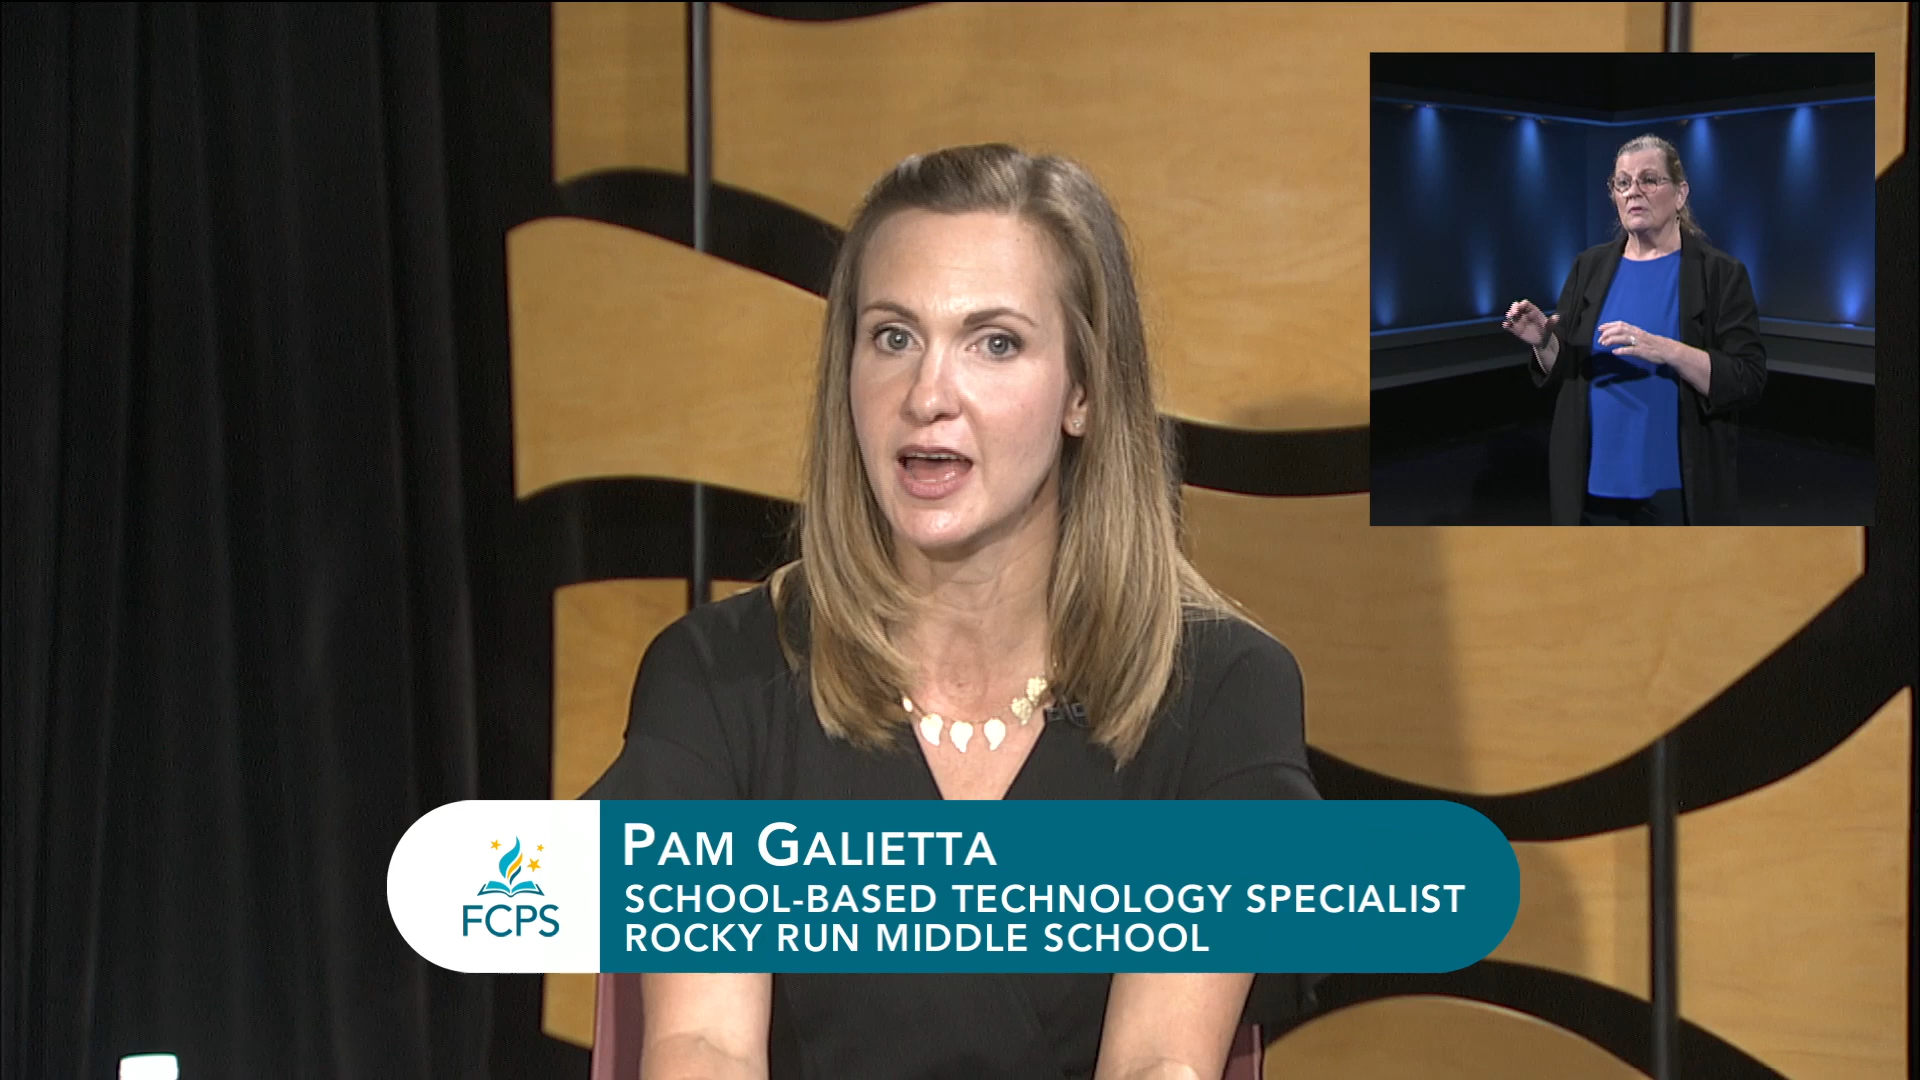 PAM GALIETTA
SCHOOL-BASED TECHNOLOGY SPECIALIST
FCPS
ROCKY RUN MIDDLE SCHOOL